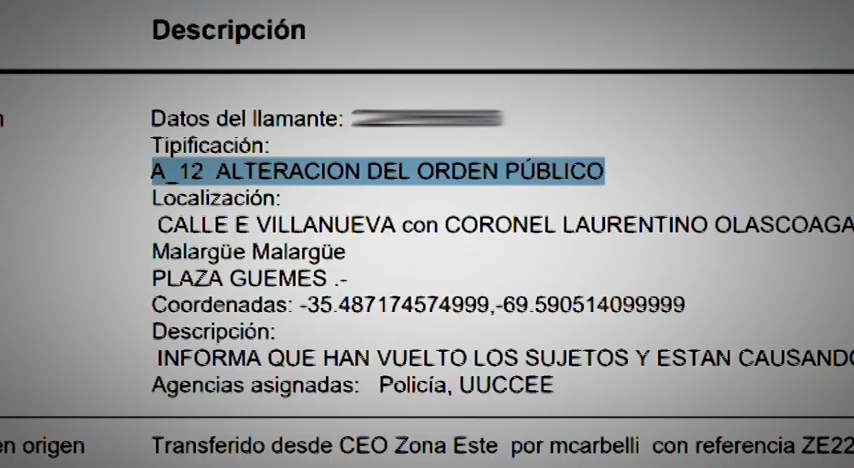 Descripción
Datos del llamante:
Tipificación:
A_12 ALTERACION DEL ORDEN PÚBLICO
Localización:
CALLE E VILLANUEVA con CORONEL LAURENTINO OLASCOAGA
Malargüe Malargüe
PLAZA GUEMES .-
Coordenadas: -35.487174574999,-69.590514099999
Descripción:
INFORMA QUE HAN VUELTO LOS SUJETOS Y ESTAN CAUSANDO
Agencias asignadas: Policía, UUCCEE
en origen Transferido desde CEO Zona Este por mcarbelli con referencia ZE22